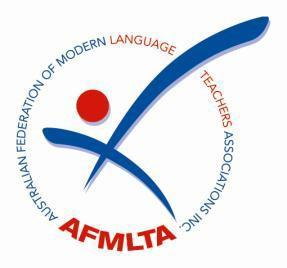 AUSTRALIAN FEDERATION OF MODERN LANGUAGE TEACHERS ASSOCIATIONS INC.
AFMLTA